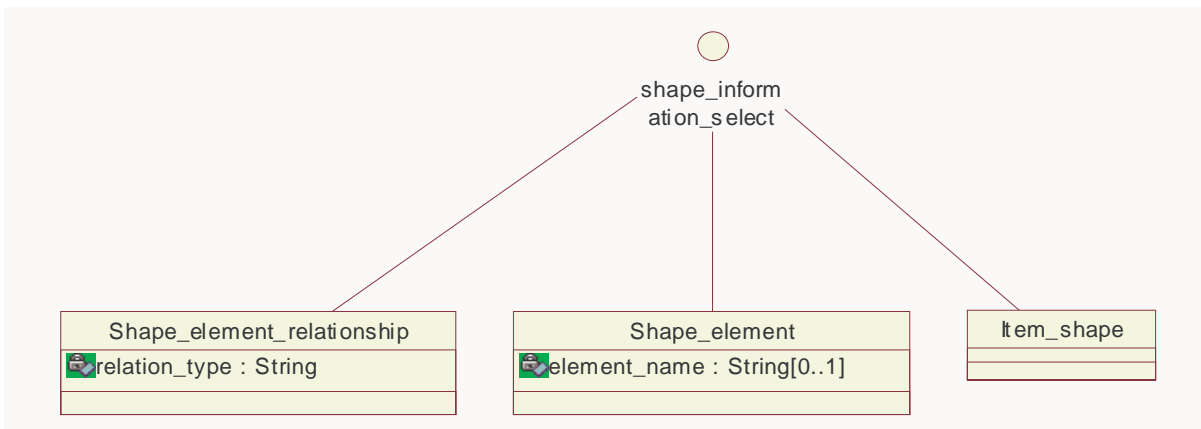 shape_inform
ation_select
Shape_element_relationship
relation_type : String
Shape_element
element_name : String[0..1]
Item_shape